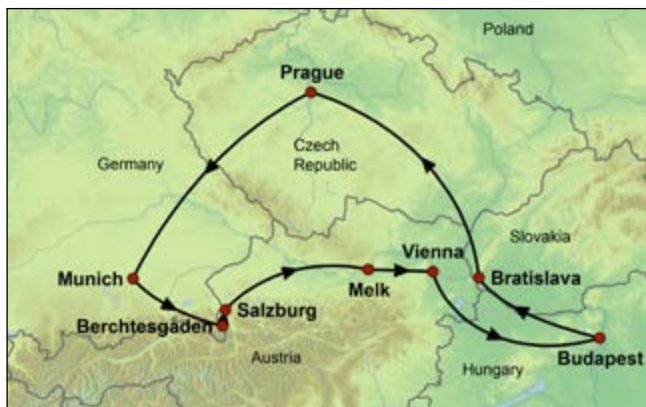 Poland
Prague
Czech
Republic
Germany
Slovakia
Vienna
Munich
Bratislava
Melk
Salzburg
Berchtesgaden
Austria
Hungary
Budapest